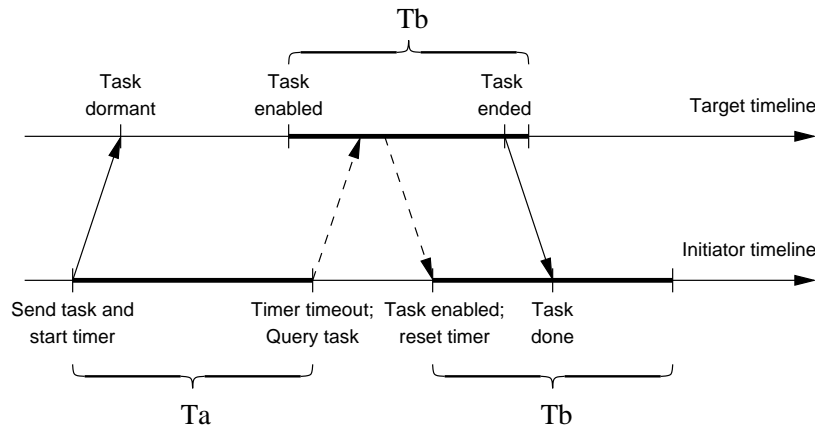 Tb
Task
dormant
Task
enabled
Task
ended
Target timeline
Initiator timeline
Send task and
start timer
Timer timeout;
Query task
Task enabled;
reset timer
Task
done
Ta
Tb